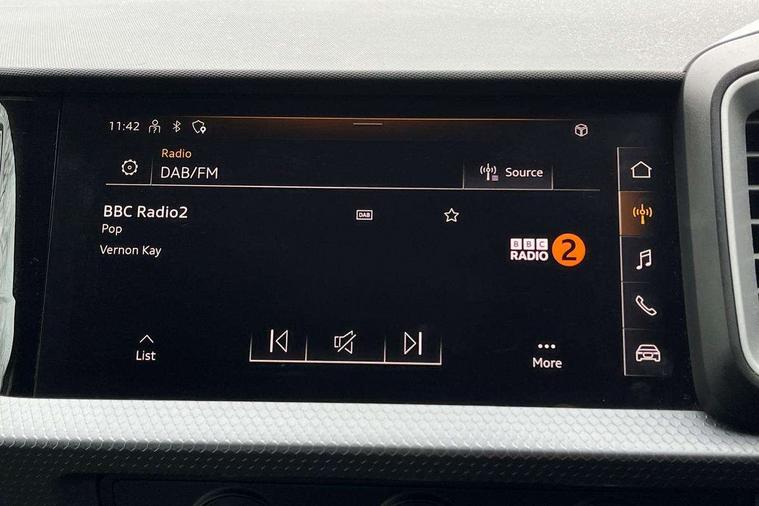 11:42
Radio
DAB/FM
Source
BBC Radio2
DAB
Pop
Vernon Kay
BBC
RADIO 2
List
More